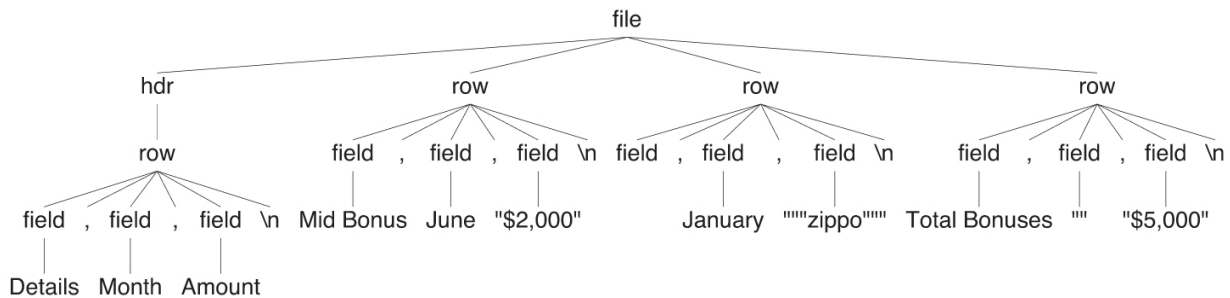 file
hdr row row row
row field , field , field \n field , field , field \n field , field , field \n
field , field , field \n Mid Bonus June "$2,000" January """zippo""" Total Bonuses "" "$5,000"
Details Month Amount